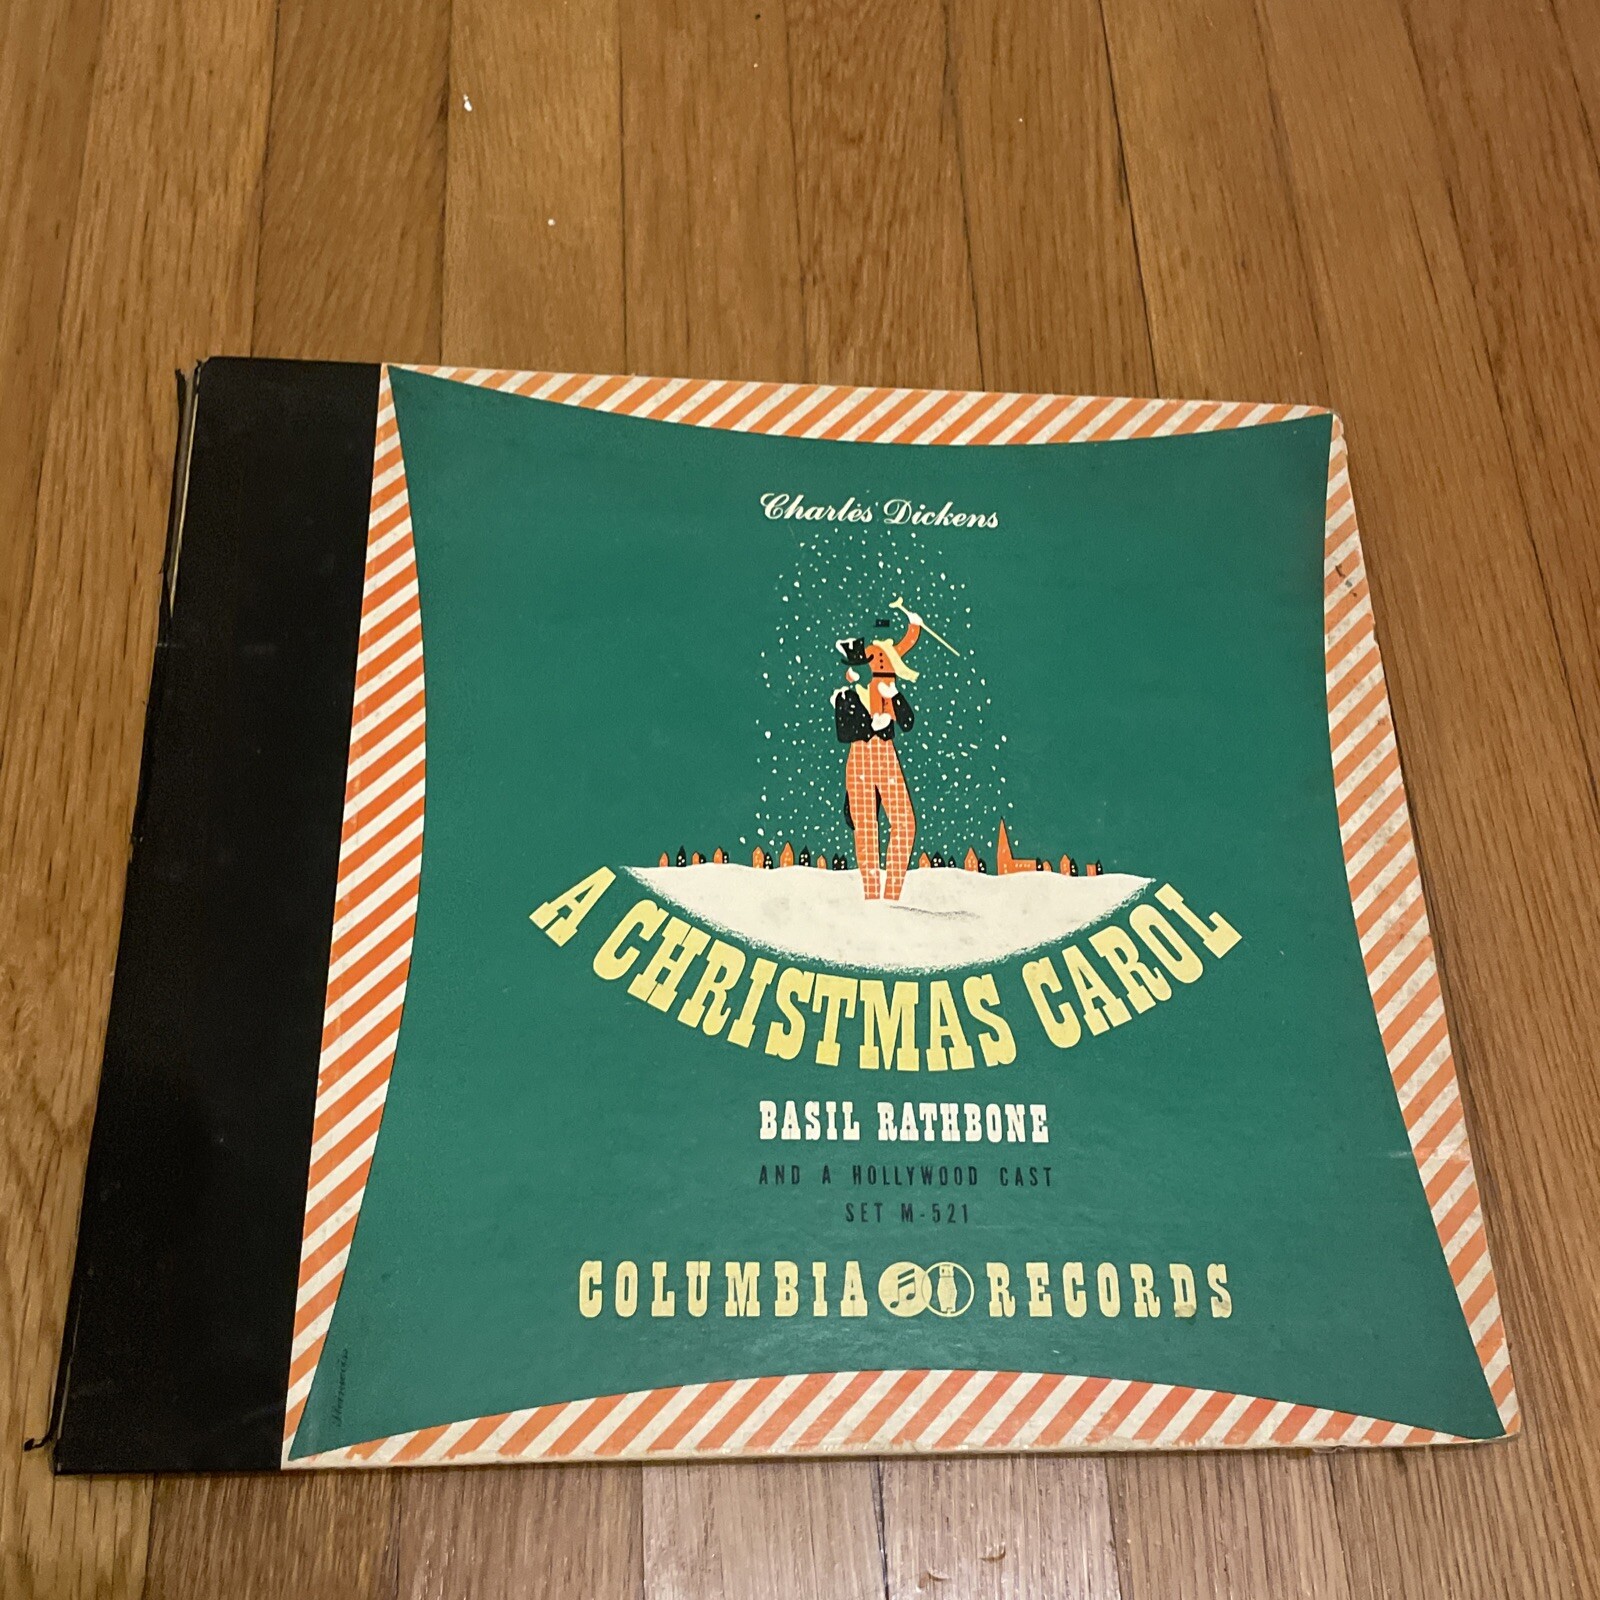 Charles Dickens
A CHRISTMAS CAROL
BASIL RATHBONE
AND A HOLLYWOOD CAST
SET M-521
COLUMBIA RECORDS